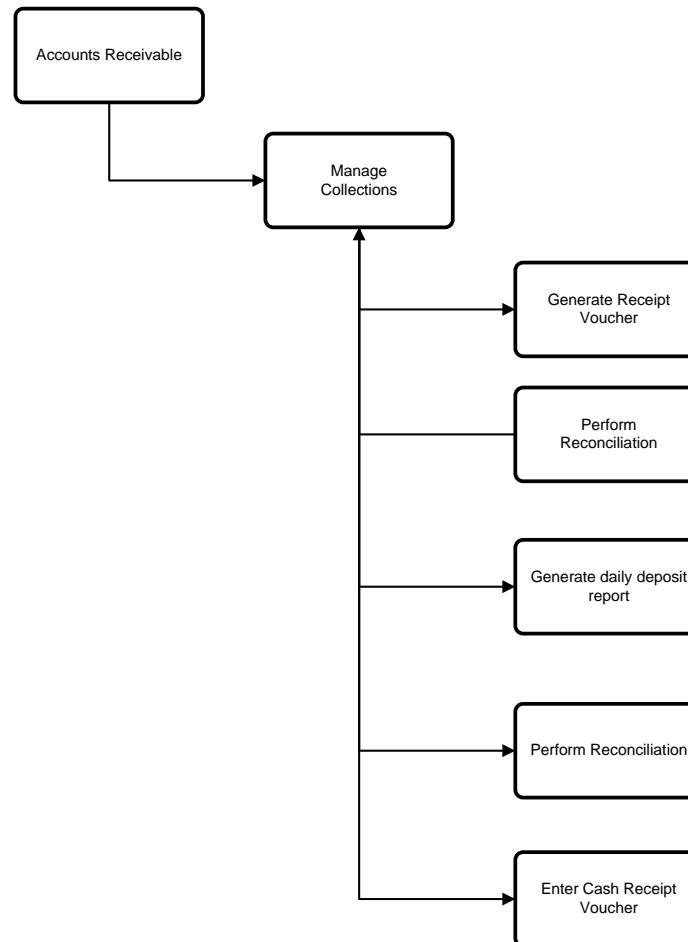 Accounts Receivable
Manage
Collections
Generate Receipt
Voucher
Perform
Reconciliation
Generate daily deposit
report
Perform Reconciliation
Enter Cash Receipt
Voucher